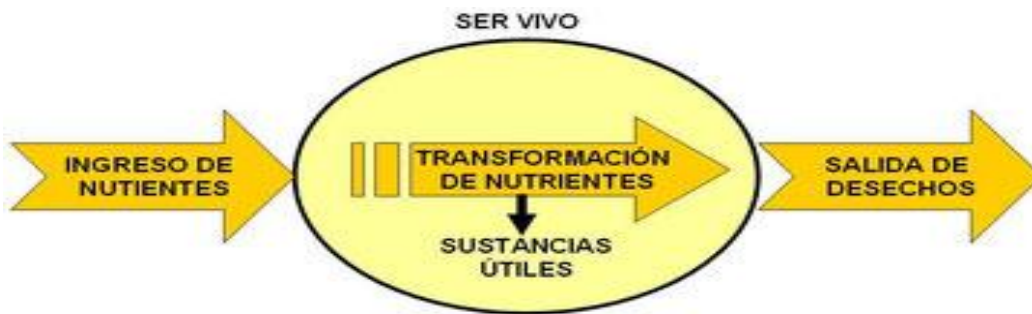 SER VIVO
INGRESO DE
NUTIENTES
TRANSFORMACIÓN
DE NUTRIENTES
SUSTANCIAS
ÚTILES
SALIDA DE
DESECHOS